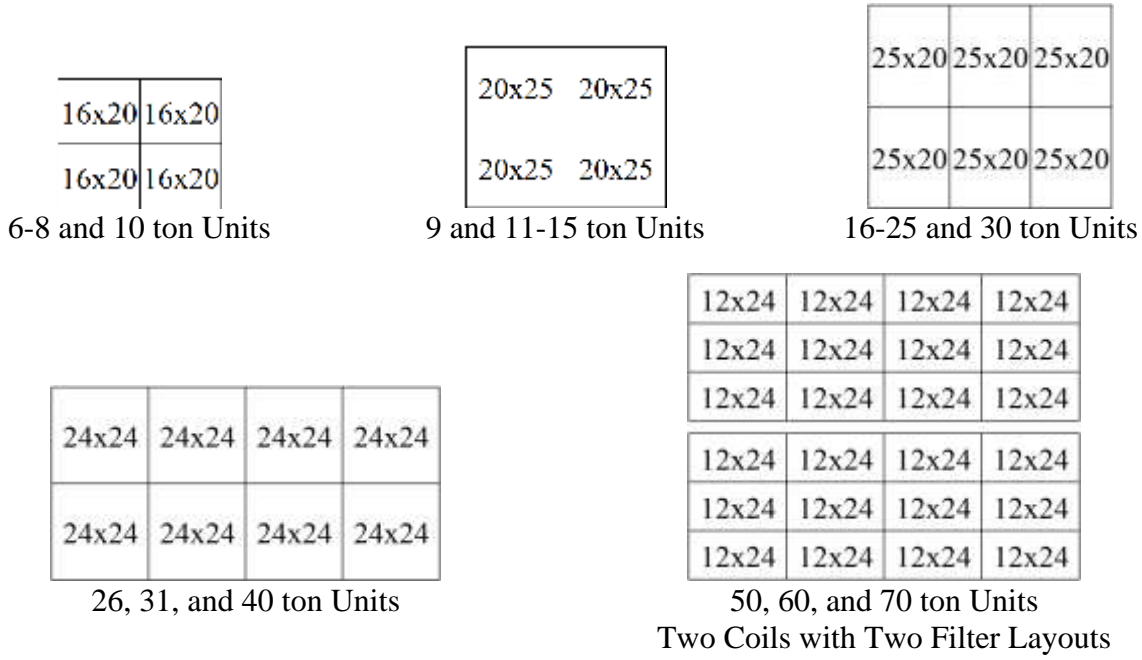 16x20 16x20
16x20 16x20
6-8 and 10 ton Units
20x25 20x25
20x25 20x25
9 and 11-15 ton Units
25x20 25x20 25x20
25x20 25x20 25x20
16-25 and 30 ton Units
24x24 24x24 24x24 24x24
24x24 24x24 24x24 24x24
26, 31, and 40 ton Units
12x24 12x24 12x24 12x24
12x24 12x24 12x24 12x24
12x24 12x24 12x24 12x24
12x24 12x24 12x24 12x24
12x24 12x24 12x24 12x24
12x24 12x24 12x24 12x24
50, 60, and 70 ton Units
Two Coils with Two Filter Layouts